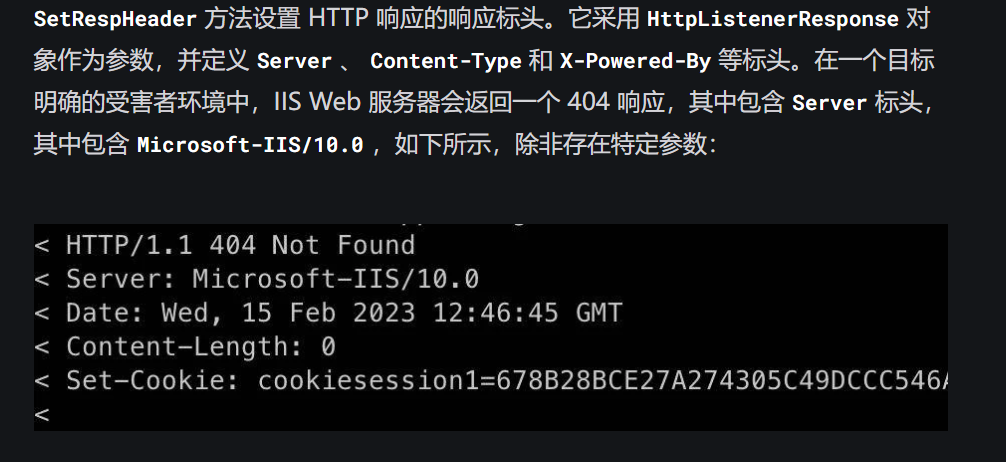 SetRespHeader 方法设置 HTTP 响应的响应标头。它采用 HttpListenerResponse 对
象作为参数，并定义 Server 、 Content-Type 和 X-Powered-By 等标头。在一个目标
明确的受害者环境中，IIS Web 服务器会返回一个 404 响应，其中包含 Server 标头，
其中包含 Microsoft-IIS/10.0 ，如下所示，除非存在特定参数：
< HTTP/1.1 404 Not Found
< Server: Microsoft-IIS/10.0
< Date: Wed, 15 Feb 2023 12:46:45 GMT
< Content-Length: 0
< Set-Cookie: cookiesession1=678B28BCE27A274305C49DCCC546A
<